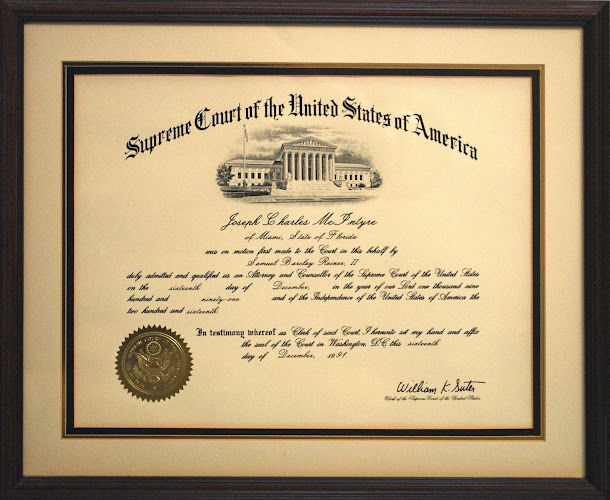 Supreme Court of the United States of America
Joseph Charles McIntyre
of Miami, State of Florida
was on motion first made to the Court in this behalf by
Samuel Barclay Reiner, II
duly admitted and qualified as an Attorney and Counsellor of the Supreme Court of the United States
on the sixteenth day of December, in the year of our Lord one thousand nine
hundred and ninety-one and of the Independence of the United States of America the
two hundred and sixteenth.
In testimony whereof as Clerk of said Court, I hereunto set my hand and affix
the seal of the Court in Washington, D.C. this sixteenth
day of December, 1991.
William K. Suter
Clerk of the Supreme Court of the United States